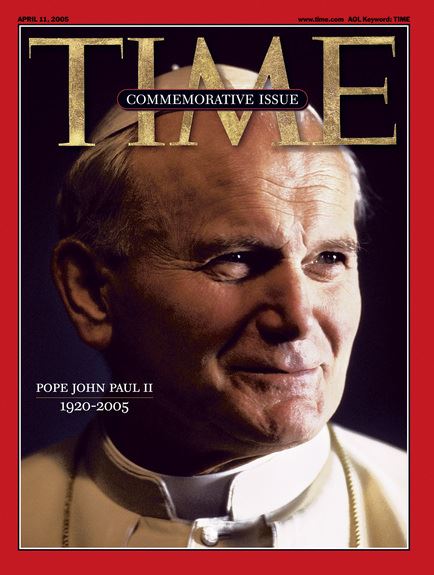 APRIL 11, 2005
www.time.com AOL Keyword: TIME
TIME
COMMEMORATIVE ISSUE
POPE JOHN PAUL II
1920-2005